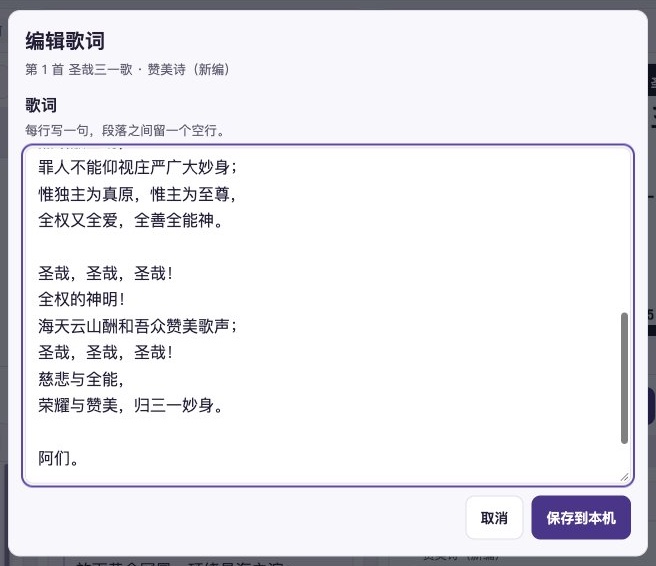 编辑歌词
第 1 首 圣哉三一歌 · 赞美诗（新编）
歌词
每行写一句，段落之间留一个空行。
罪人不能仰视庄严广大妙身；
惟独主为真原，惟主为至尊，
全权又全爱，全善全能神。
圣哉，圣哉，圣哉！
全权的神明！
海天云山酬和吾众赞美歌声；
圣哉，圣哉，圣哉！
慈悲与全能，
荣耀与赞美，归三一妙身。
阿们。
取消
保存到本机